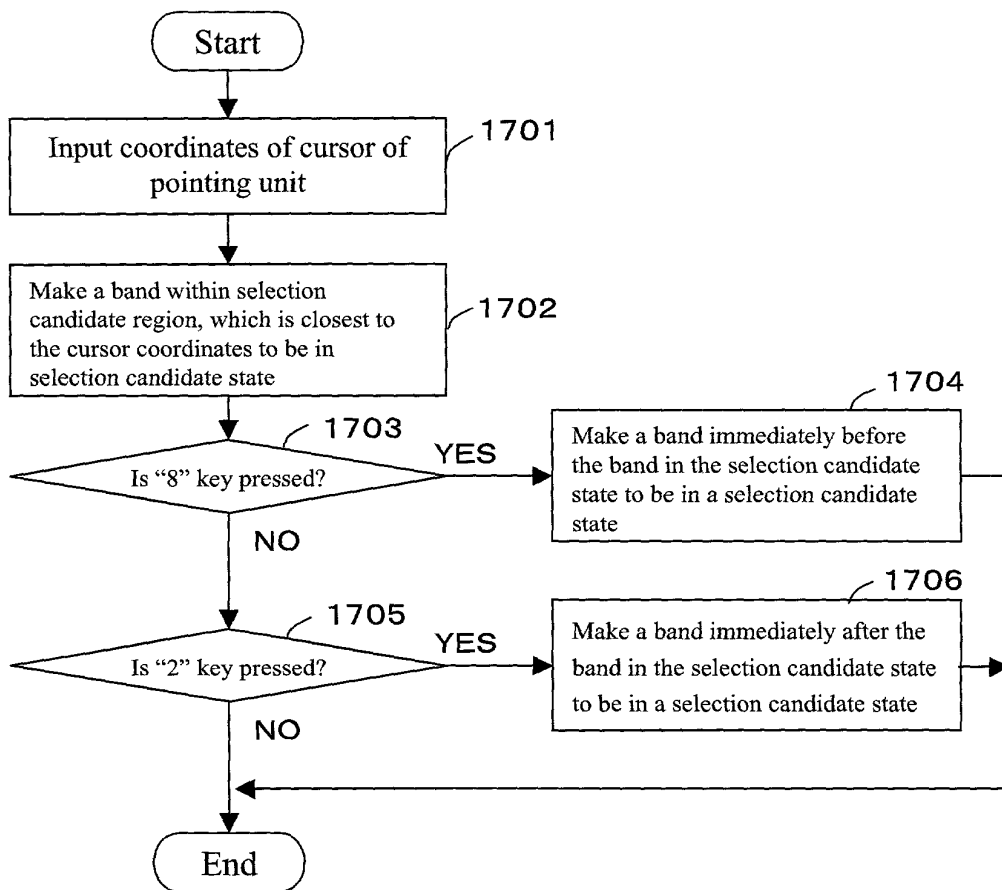 Start
1701
Input coordinates of cursor of
pointing unit
1702
Make a band within selection
candidate region, which is closest to
the cursor coordinates to be in
selection candidate state
1703
Is “8” key pressed?
YES
NO
1704
Make a band immediately before
the band in the selection candidate
state to be in a selection candidate
state
1705
Is “2” key pressed?
YES
NO
1706
Make a band immediately after the
band in the selection candidate state
to be in a selection candidate state
End